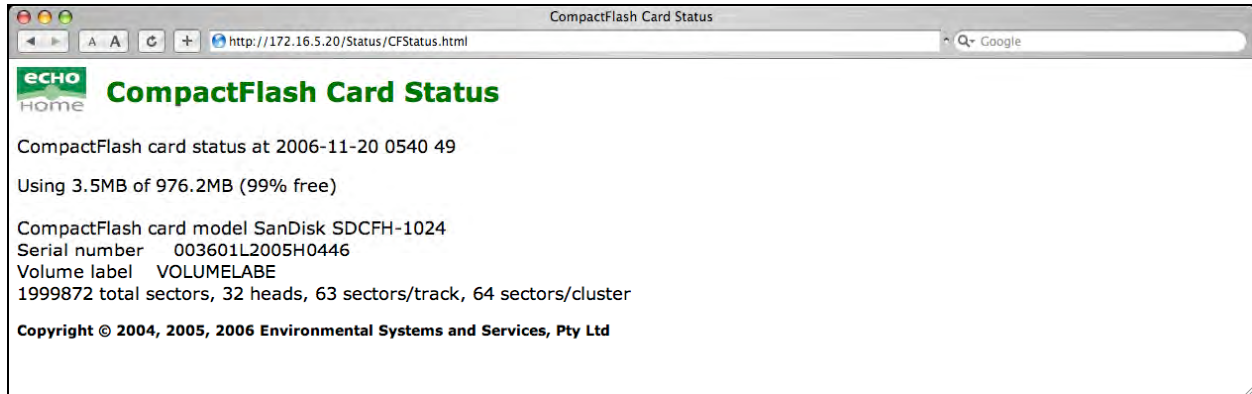 CompactFlash Card Status
A A
http://172.16.5.20/Status/CFStatus.html
Google
ECHO
Home
CompactFlash Card Status
CompactFlash card status at 2006-11-20 0540 49
Using 3.5MB of 976.2MB (99% free)
CompactFlash card model SanDisk SDCFH-1024
Serial number 003601L2005H0446
Volume label VOLUMELABE
1999872 total sectors, 32 heads, 63 sectors/track, 64 sectors/cluster
Copyright © 2004, 2005, 2006 Environmental Systems and Services, Pty Ltd